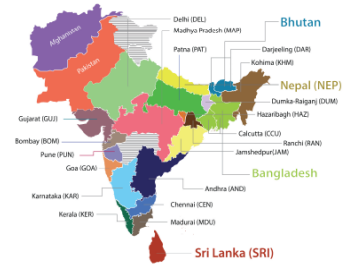 Delhi (DEL)
Madhya Pradesh (MAP)
Bhutan
Afghanistan
Patna (PAT)
Darjeeling (DAR)
Kohima (KHM)
Pakistan
Nepal (NEP)
Dumka-Raiganj (DUM)
Hazaribagh (HAZ)
Gujarat (GUJ)
Calcutta (CCU)
Bombay (BOM)
Ranchi (RAN)
Pune (PUN)
Jamshedpur(JAM)
Goa (GOA)
Bangladesh
Karnataka (KAR)
Andhra (AND)
Chennai (CEN)
Kerala (KER)
Madurai (MDU)
Sri Lanka (SRI)